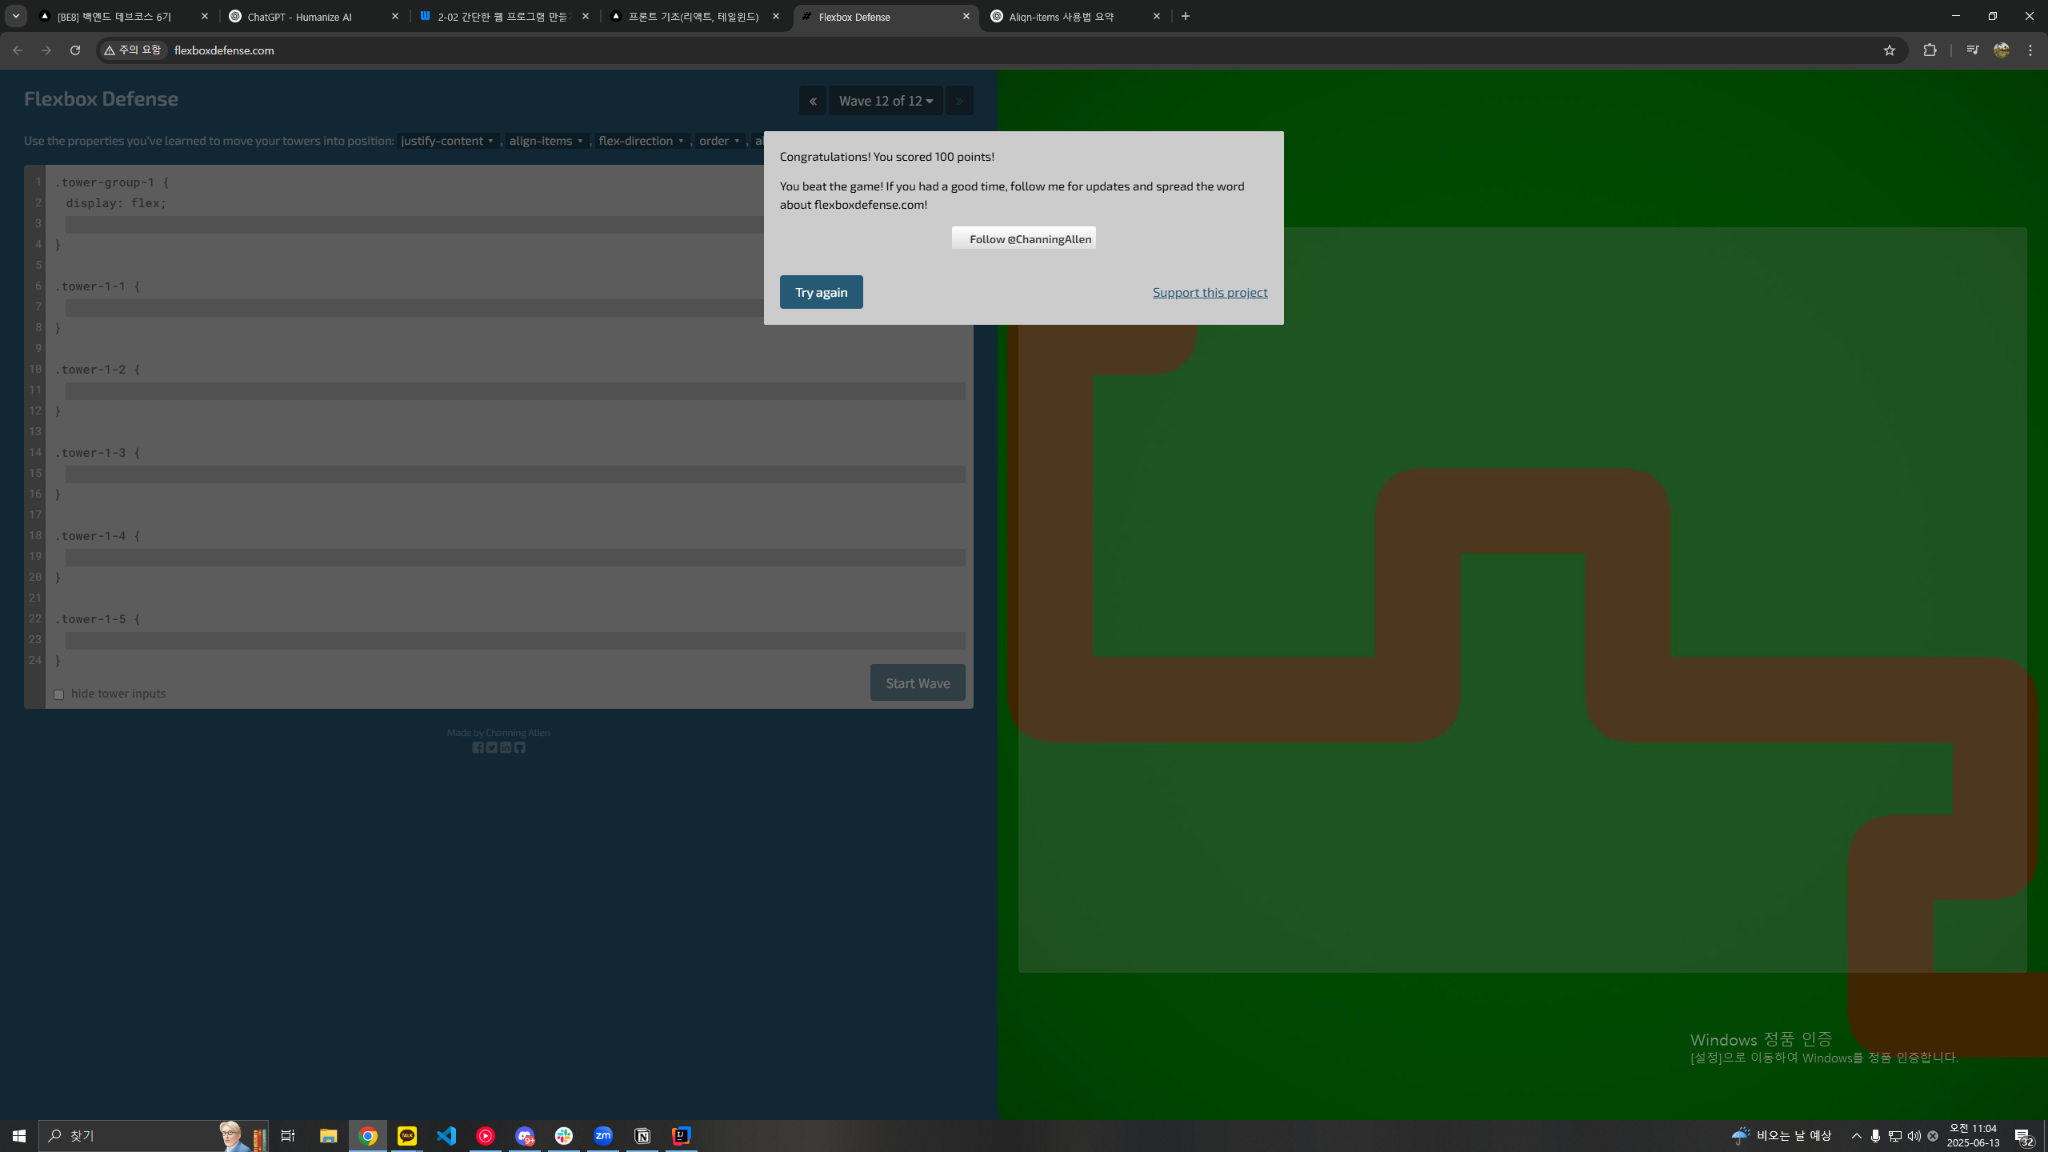 [BE8] 백엔드 데브코스 6기
ChatGPT - Humanize AI
2-02 간단한 웹 프로그램 만들
프론트 기초(리액트, 테일윈드)
Flexbox Defense
Align-items 사용법 요약
주의 요함
flexboxdefense.com
Flexbox Defense
«
Wave 12 of 12
»
Use the properties you've learned to move your towers into position: justify-content , align-items , flex-direction , order , al
Congratulations! You scored 100 points!
You beat the game! If you had a good time, follow me for updates and spread the word
about flexboxdefense.com!
Follow @ChanningAllen
Try again
Support this project
1 .tower-group-1 {
2 display: flex;
3
4 }
5
6 .tower-1-1 {
7
8 }
9
10 .tower-1-2 {
11
12 }
13
14 .tower-1-3 {
15
16 }
17
18 .tower-1-4 {
19
20 }
21
22 .tower-1-5 {
23
24 }
hide tower inputs
Start Wave
Made by Channing Allen
Windows 정품 인증
[설정]으로 이동하여 Windows를 정품 인증합니다.
찾기
TALK
9+
zm
비오는 날 예상
오전 11:04
2025-06-13
32